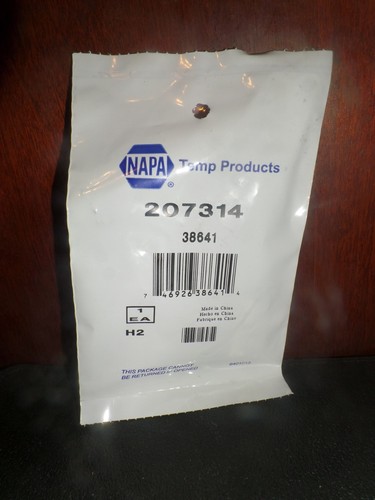 NAPA® Temp Products
207314
38641
7 46926 38641 4
1
EA
H2
Made in China
Hecho en China
Fabriqué en Chine
THIS PACKAGE CANNOT
BE RETURNED IF OPENED